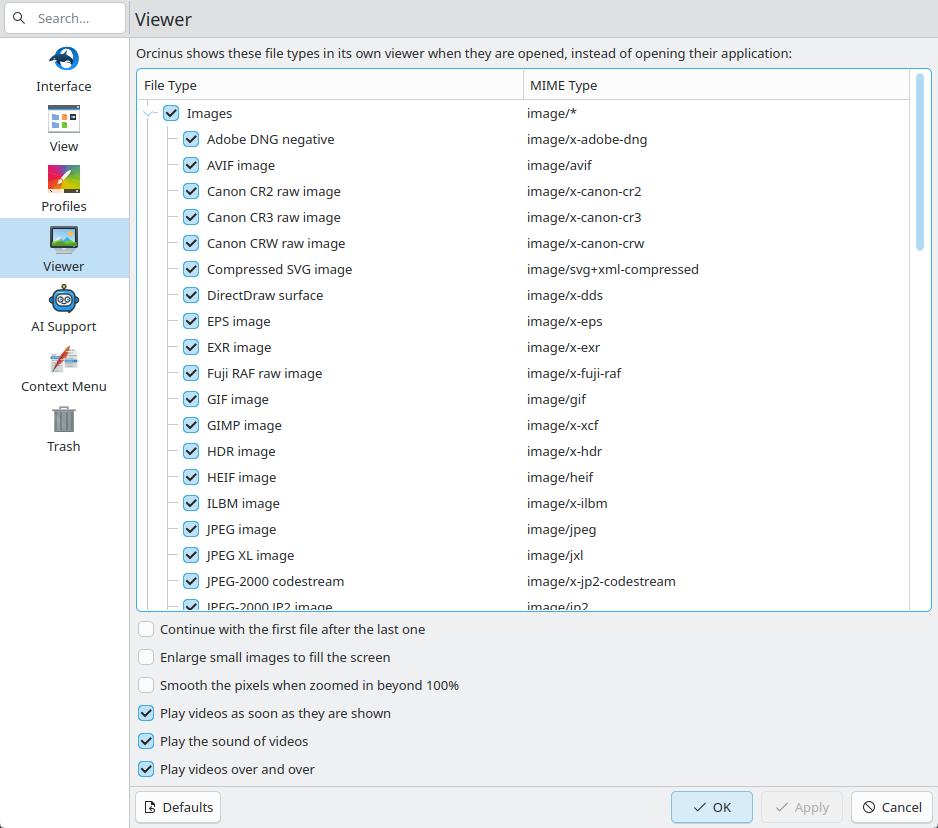 Search...
Viewer
Interface
View
Profiles
Viewer
AI Support
Context Menu
Trash
Orcinus shows these file types in its own viewer when they are opened, instead of opening their application:
File Type MIME Type
Images image/*
Adobe DNG negative image/x-adobe-dng
AVIF image image/avif
Canon CR2 raw image image/x-canon-cr2
Canon CR3 raw image image/x-canon-cr3
Canon CRW raw image image/x-canon-crw
Compressed SVG image image/svg+xml-compressed
DirectDraw surface image/x-dds
EPS image image/x-eps
EXR image image/x-exr
Fuji RAF raw image image/x-fuji-raf
GIF image image/gif
GIMP image image/x-xcf
HDR image image/x-hdr
HEIF image image/heif
ILBM image image/x-ilbm
JPEG image image/jpeg
JPEG XL image image/jxl
JPEG-2000 codestream image/x-jp2-codestream
JPEG-2000 JP2 image image/jp2
Continue with the first file after the last one
Enlarge small images to fill the screen
Smooth the pixels when zoomed in beyond 100%
Play videos as soon as they are shown
Play the sound of videos
Play videos over and over
Defaults OK Apply Cancel